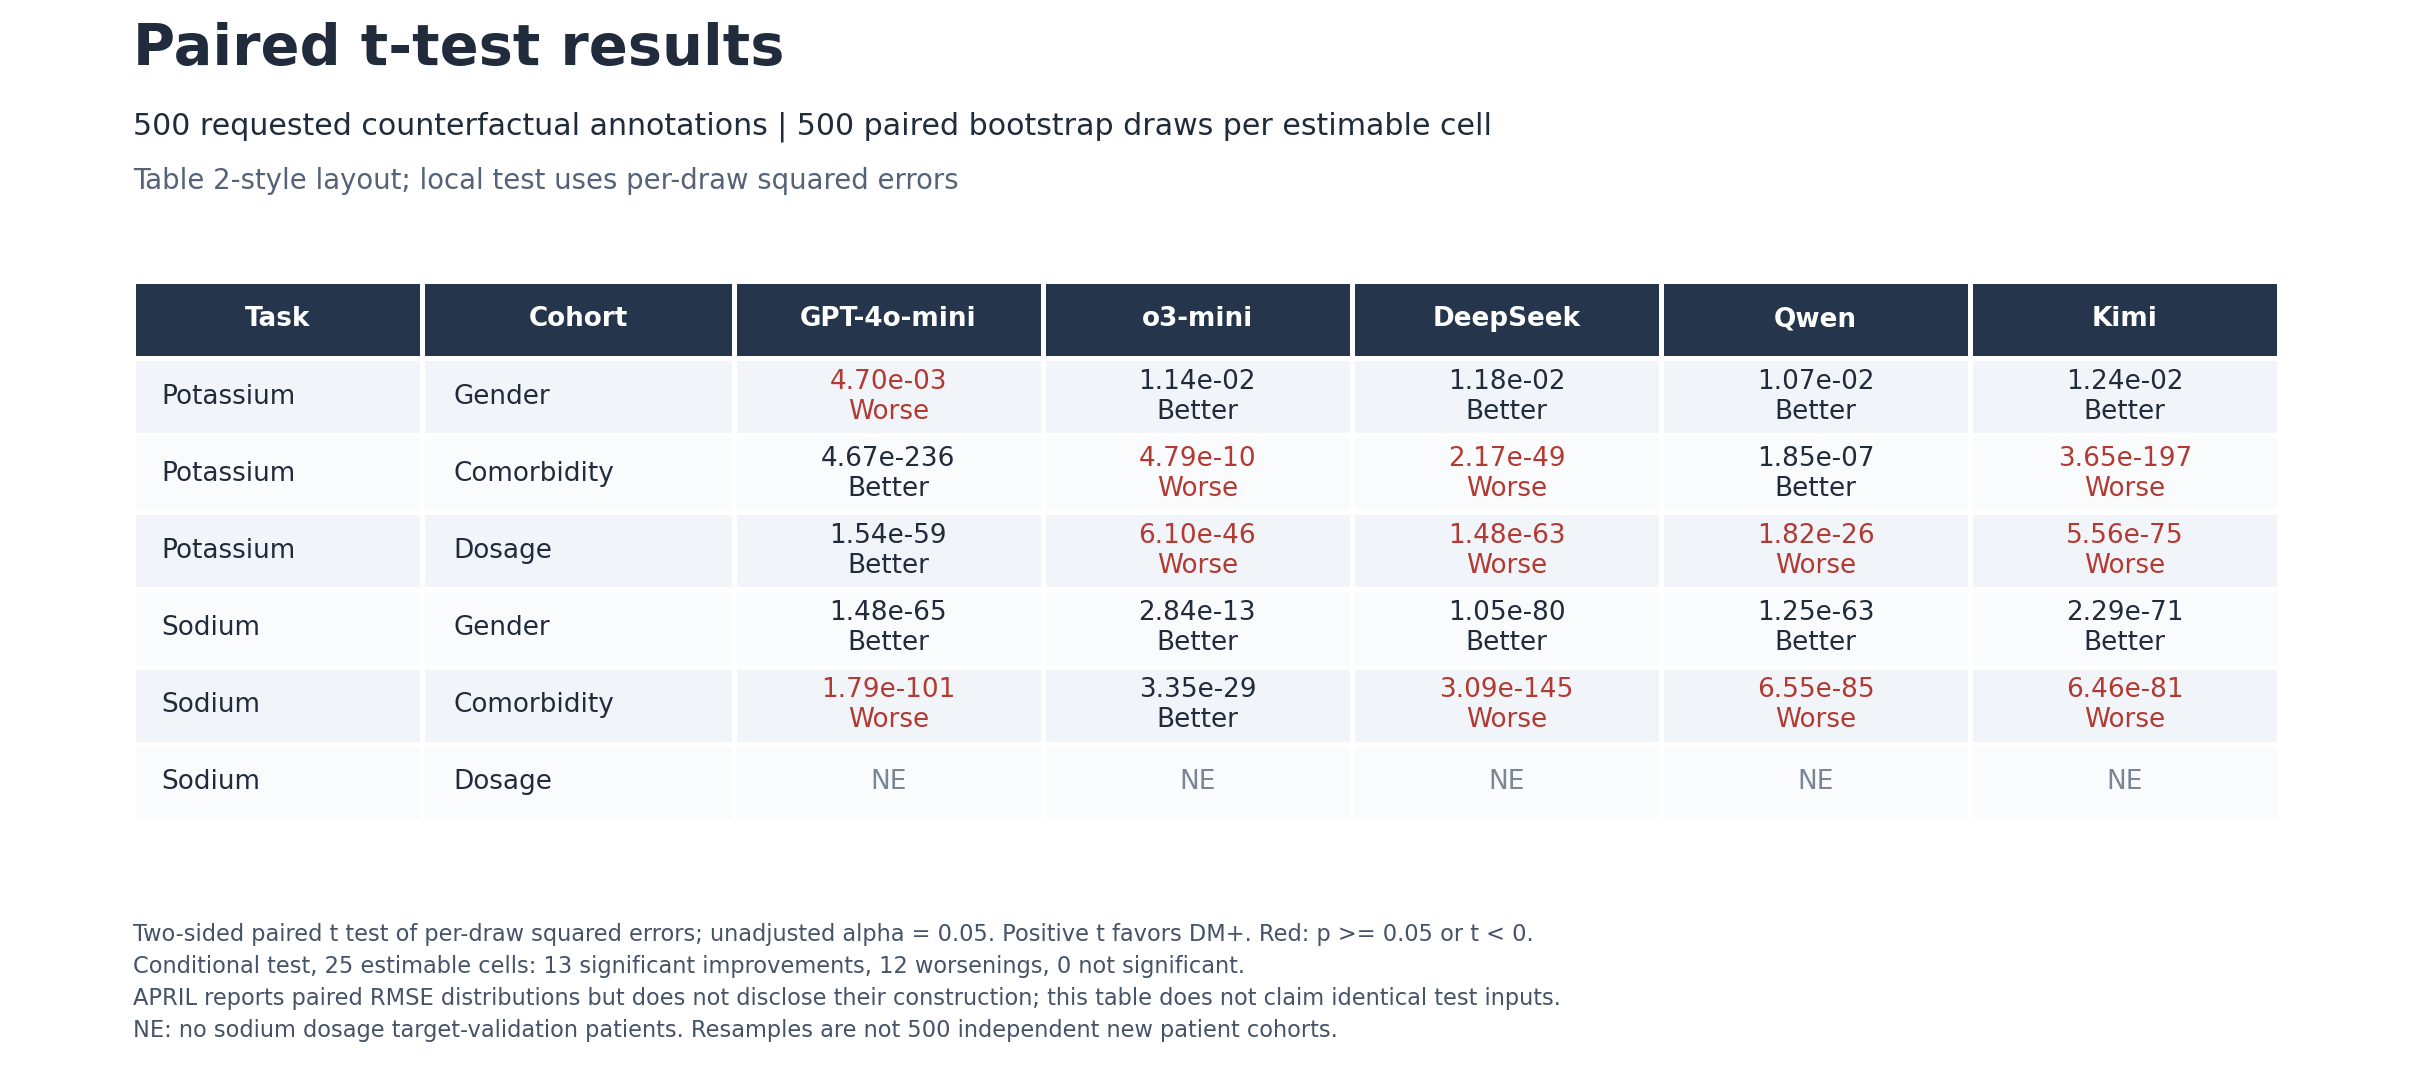 Paired t-test results
500 requested counterfactual annotations | 500 paired bootstrap draws per estimable cell
Table 2-style layout; local test uses per-draw squared errors
Task Cohort GPT-4o-mini o3-mini DeepSeek Qwen Kimi
Potassium Gender 4.70e-03 1.14e-02 1.18e-02 1.07e-02 1.24e-02
Worse Better Better Better Better
Potassium Comorbidity 4.67e-236 4.79e-10 2.17e-49 1.85e-07 3.65e-197
Better Worse Worse Better Worse
Potassium Dosage 1.54e-59 6.10e-46 1.48e-63 1.82e-26 5.56e-75
Better Worse Worse Worse Worse
Sodium Gender 1.48e-65 2.84e-13 1.05e-80 1.25e-63 2.29e-71
Better Better Better Better Better
Sodium Comorbidity 1.79e-101 3.35e-29 3.09e-145 6.55e-85 6.46e-81
Worse Better Worse Worse Worse
Sodium Dosage NE NE NE NE NE
Two-sided paired t test of per-draw squared errors; unadjusted alpha = 0.05. Positive t favors DM+. Red: p >= 0.05 or t < 0.
Conditional test, 25 estimable cells: 13 significant improvements, 12 worsenings, 0 not significant.
APRIL reports paired RMSE distributions but does not disclose their construction; this table does not claim identical test inputs.
NE: no sodium dosage target-validation patients. Resamples are not 500 independent new patient cohorts.